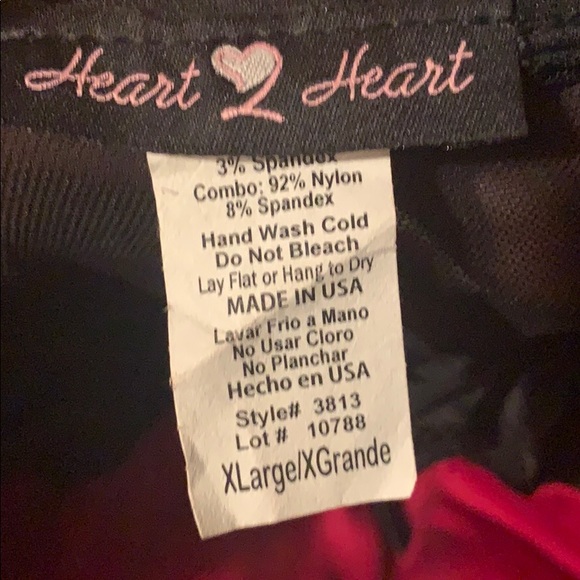 Heart 2 Heart
3% Spandex
Combo: 92% Nylon
8% Spandex
Hand Wash Cold
Do Not Bleach
Lay Flat or Hang to Dry
MADE IN USA
Lavar Frio a Mano
No Usar Cloro
No Planchar
Hecho en USA
Style# 3813
Lot # 10788
XLarge/XGrande